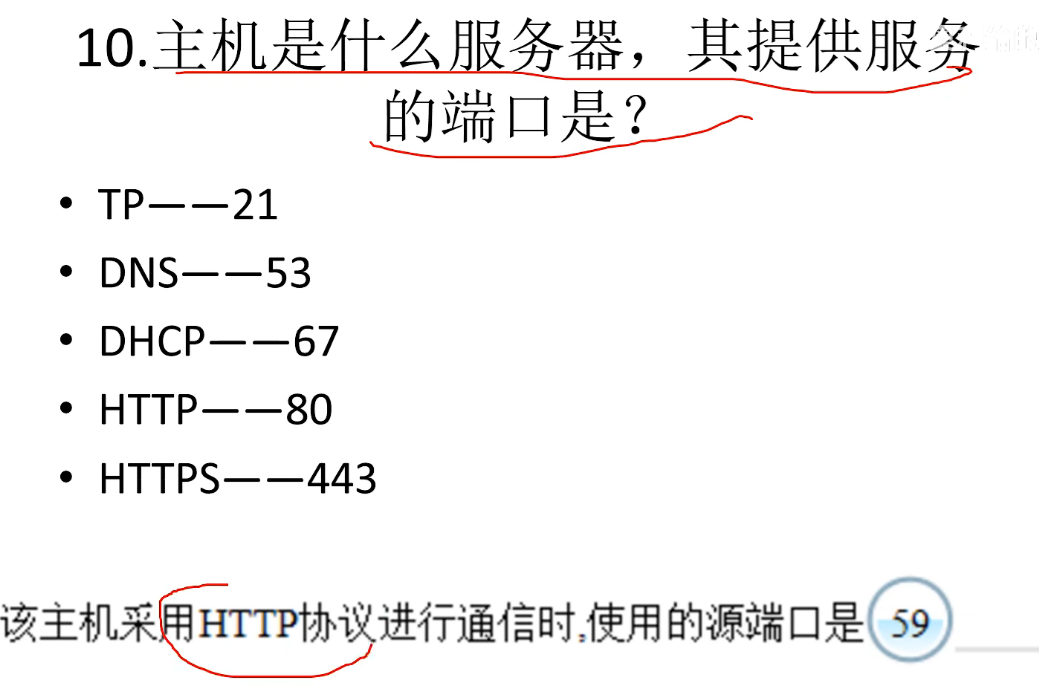 10.主机是什么服务器，其提供服务
的端口是？
• TP——21
• DNS——53
• DHCP——67
• HTTP——80
• HTTPS——443
该主机采用HTTP协议进行通信时,使用的源端口是 59